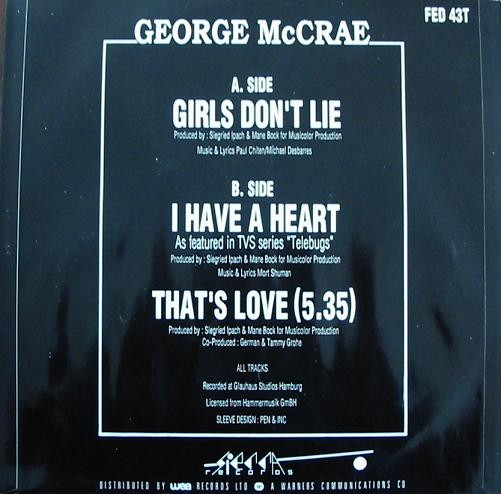 GEORGE McCRAE
FED 43T
A. SIDE
GIRLS DON'T LIE
Produced by : Siegried Ipach & Mane Bock for Musicolor Production
Music & Lyrics Paul Chiten/Michael Desbarres
B. SIDE
I HAVE A HEART
As featured in TVS series "Telebugs"
Produced by : Siegried Ipach & Mane Bock for Musicolor Production
Music & Lyrics Mort Shuman
THAT'S LOVE (5.35)
Produced by : Siegried Ipach & Mane Bock for Musicolor Production
Co-Produced : German & Tammy Grohe
ALL TRACKS
Recorded at Glauhaus Studios Hamburg
Licensed from Hammermusik GmBH
SLEEVE DESIGN : PEN & INC
sierra
records
DISTRIBUTED BY wea RECORDS LTD A WARNERS COMMUNICATIONS CO